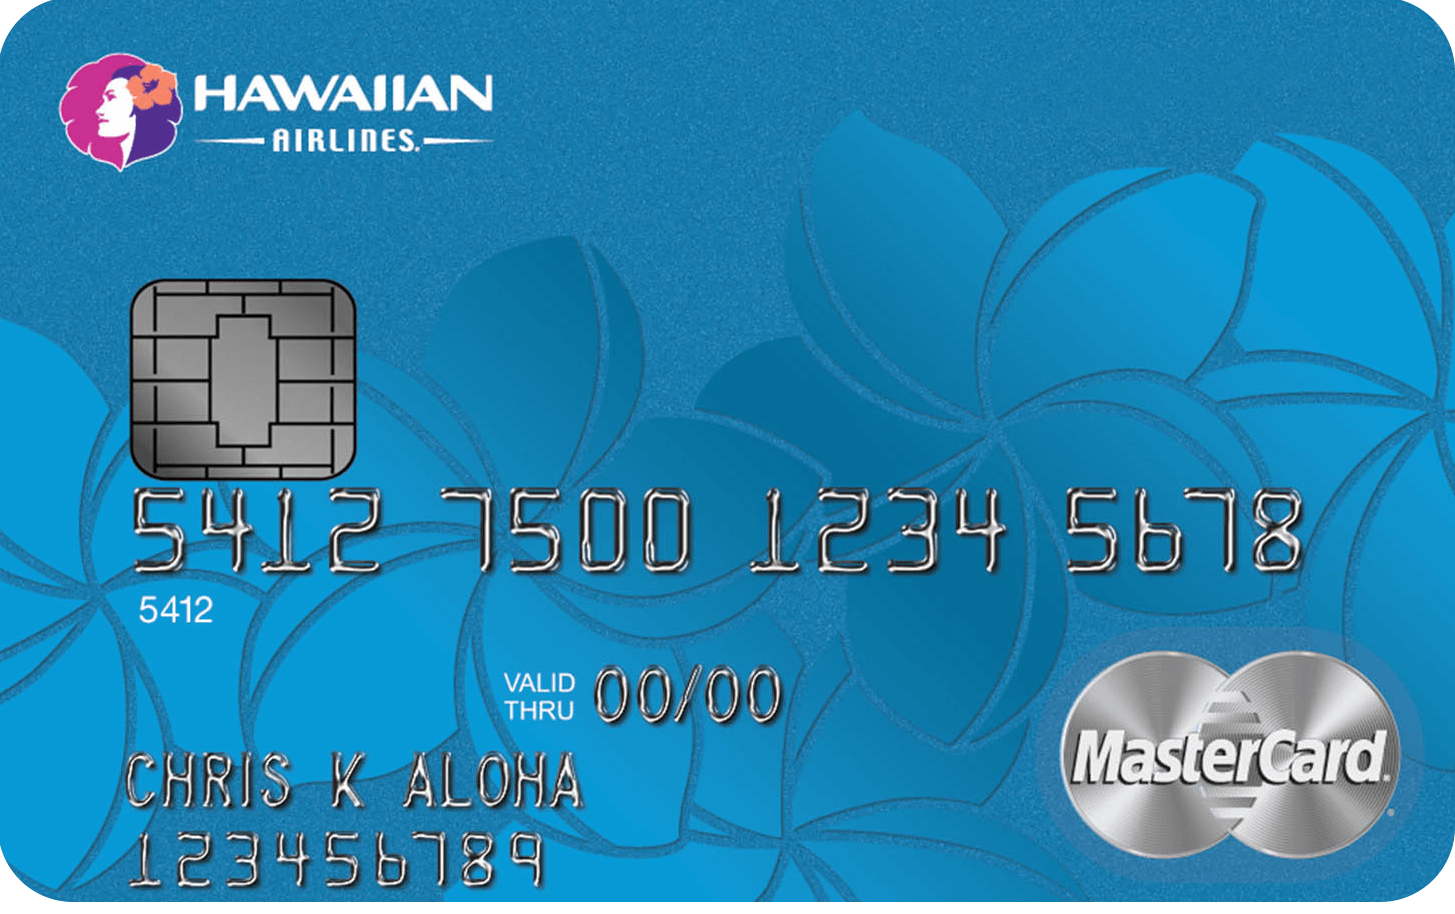 HAWAIIAN
AIRLINES.
5412 7500 1234 5678
5412
VALID
THRU 00/00
CHRIS K ALOHA
123456789
MasterCard